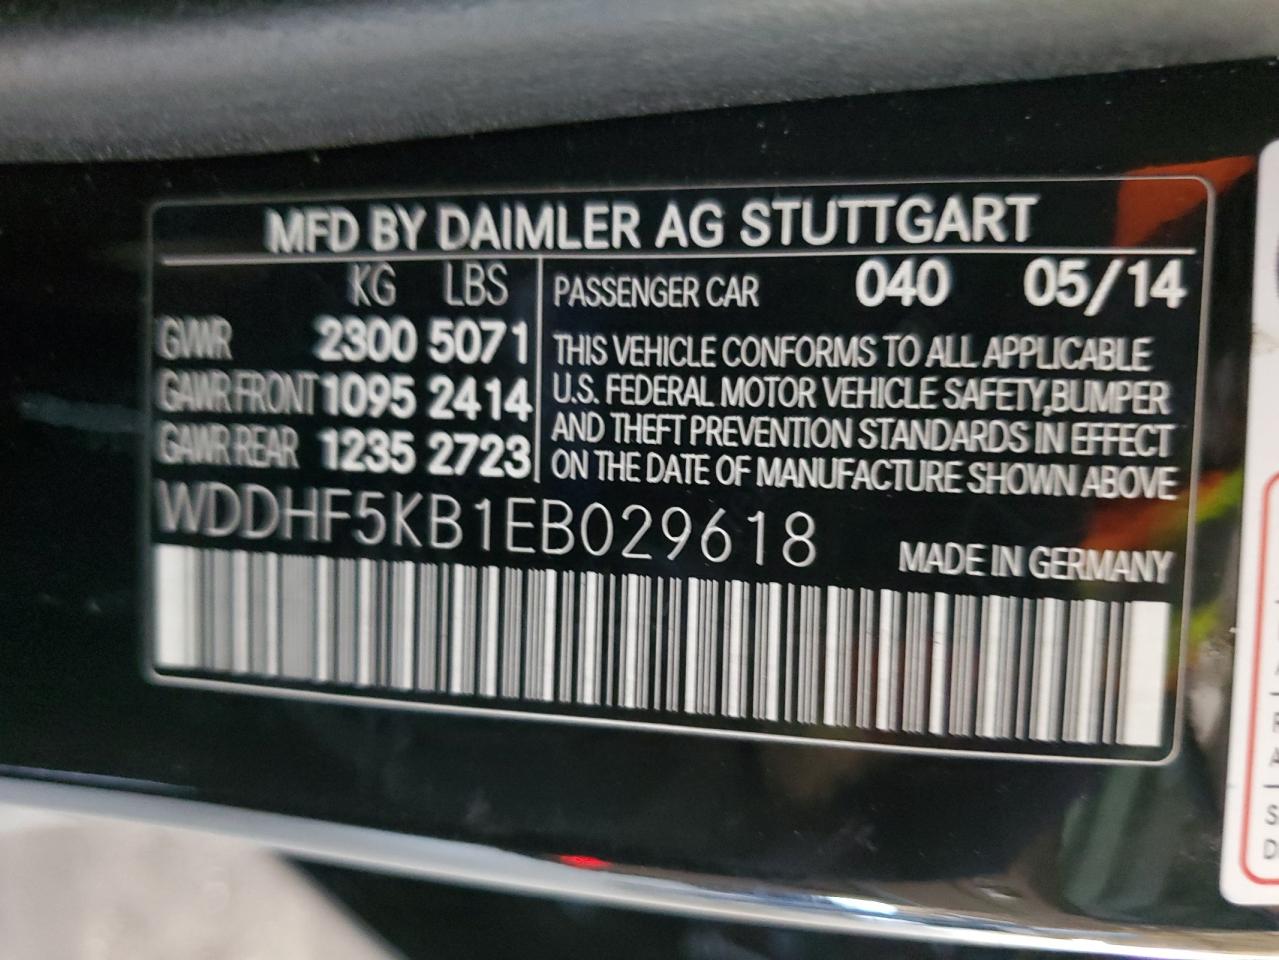 MFD BY DAIMLER AG STUTTGART
KG LBS
GVWR 2300 5071
GAWR FRONT 1095 2414
GAWR REAR 1235 2723
PASSENGER CAR 040 05/14
THIS VEHICLE CONFORMS TO ALL APPLICABLE
U.S. FEDERAL MOTOR VEHICLE SAFETY,BUMPER
AND THEFT PREVENTION STANDARDS IN EFFECT
ON THE DATE OF MANUFACTURE SHOWN ABOVE
WDDHF5KB1EB029618
MADE IN GERMANY